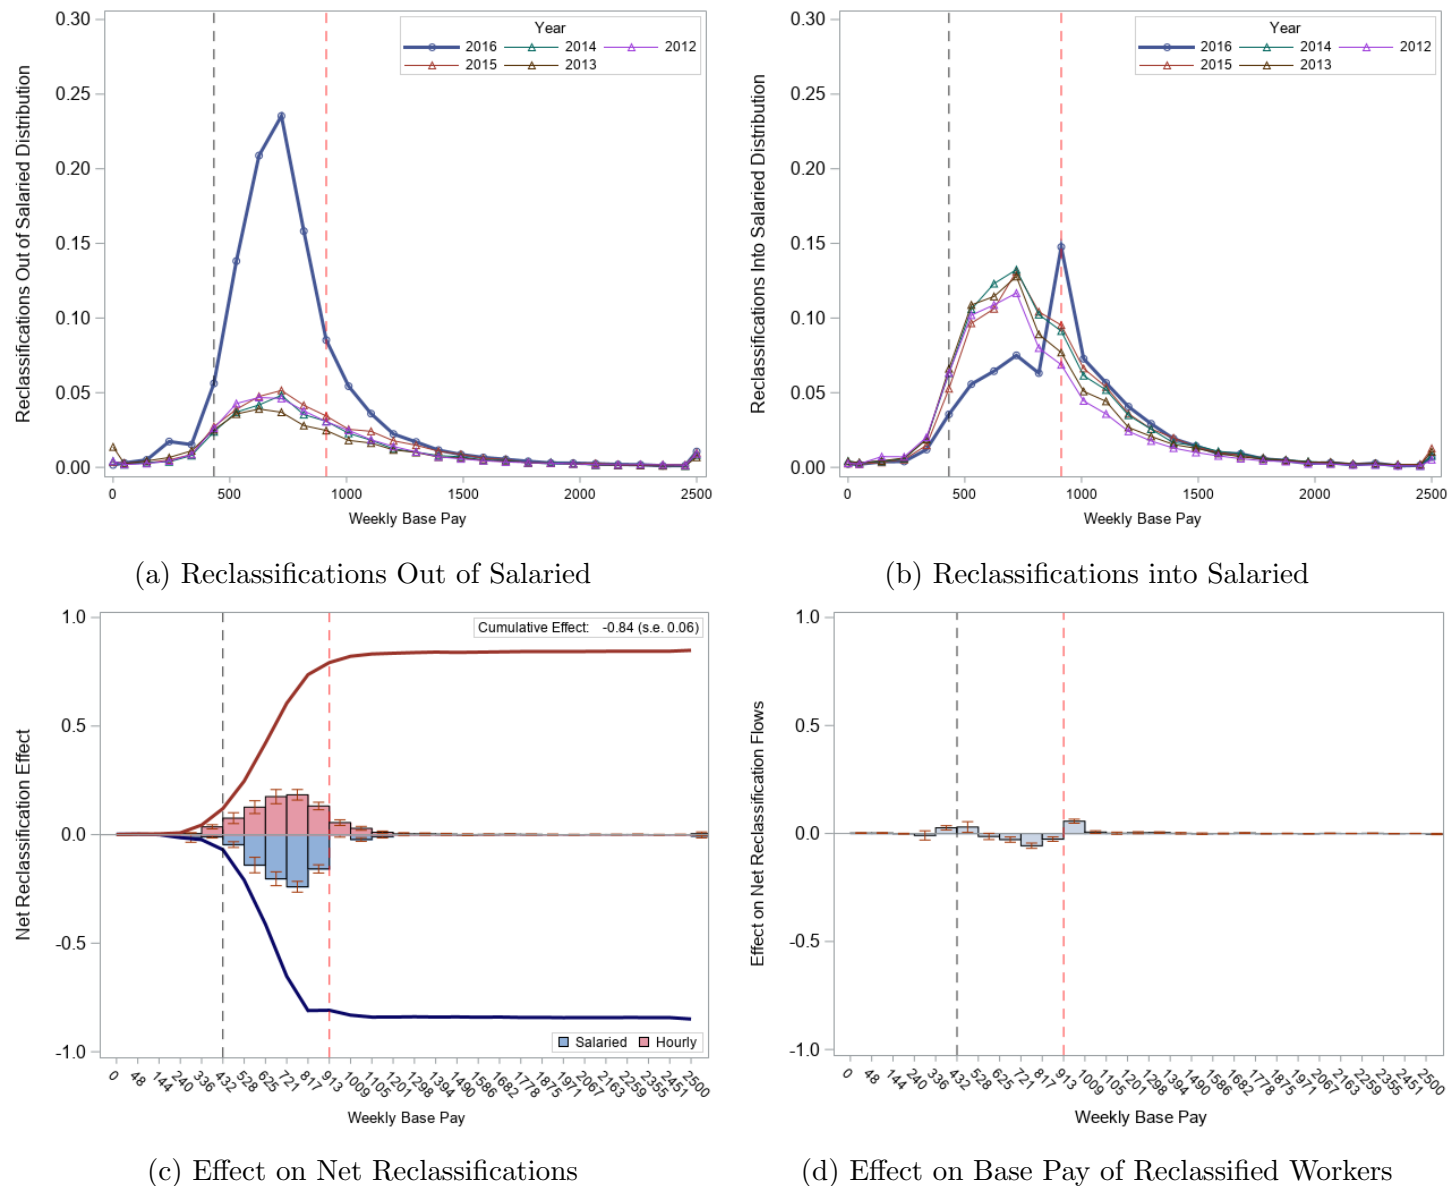 0.30
0.25
0.20
0.15
0.10
0.05
0.00
Reclassifications Out of Salaried Distribution
Year
2016 2014 2012
2015 2013
0 500 1000 1500 2000 2500
Weekly Base Pay
(a) Reclassifications Out of Salaried
0.30
0.25
0.20
0.15
0.10
0.05
0.00
Reclassifications Into Salaried Distribution
Year
2016 2014 2012
2015 2013
0 500 1000 1500 2000 2500
Weekly Base Pay
(b) Reclassifications into Salaried
1.0
0.5
0.0
-0.5
-1.0
Net Reclassification Effect
Cumulative Effect: -0.84 (s.e. 0.06)
Salaried Hourly
0 48 144 240 336 432 528 625 721 817 913 1009 1105 1201 1298 1394 1490 1586 1682 1778 1875 1971 2067 2163 2259 2355 2451 2500
Weekly Base Pay
(c) Effect on Net Reclassifications
1.0
0.5
0.0
-0.5
-1.0
Effect on Net Reclassification Flows
0 48 144 240 336 432 528 625 721 817 913 1009 1105 1201 1298 1394 1490 1586 1682 1778 1875 1971 2067 2163 2259 2355 2451 2500
Weekly Base Pay
(d) Effect on Base Pay of Reclassified Workers